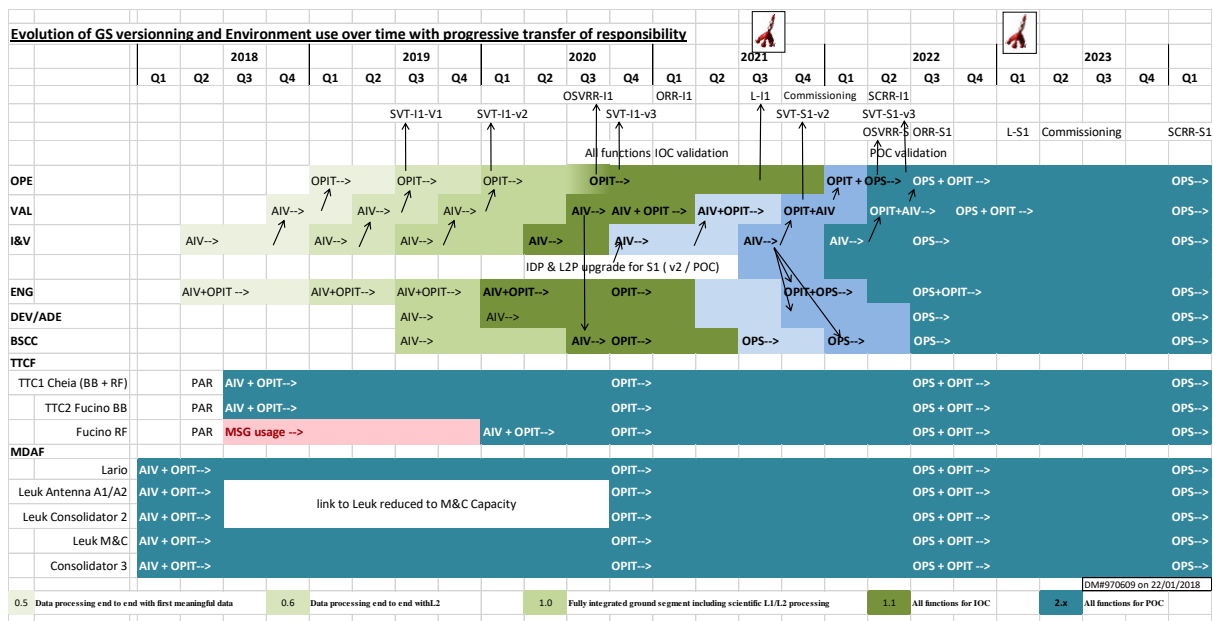 Evolution of GS versionning and Environment use over time with progressive transfer of responsibility
2018 2019 2020 2021 2022 2023
Q1 Q2 Q3 Q4 Q1 Q2 Q3 Q4 Q1 Q2 Q3 Q4 Q1 Q2 Q3 Q4 Q1 Q2 Q3 Q4 Q1 Q2 Q3 Q4 Q1
OSVRR-I1 ORR-I1 L-I1 Commissioning SCRR-I1
SVT-I1-V1 SVT-I1-v2 SVT-I1-v3 SVT-S1-v2 SVT-S1-v3
OSVRR-S ORR-S1 L-S1 Commissioning SCRR-S1
All functions IOC validation POC validation
OPE OPIT--> OPIT--> OPIT--> OPIT--> OPIT + OPS--> OPS + OPIT --> OPS-->
VAL AIV--> AIV--> AIV--> AIV--> AIV + OPIT --> AIV+OPIT--> OPIT+AIV OPIT+AIV--> OPS + OPIT --> OPS-->
I&V AIV--> AIV--> AIV--> AIV--> AIV--> AIV--> AIV--> OPS--> OPS-->
IDP & L2P upgrade for S1 ( v2 / POC)
ENG AIV+OPIT --> AIV+OPIT--> AIV+OPIT--> AIV+OPIT--> OPIT--> OPIT+OPS--> OPS+OPIT--> OPS-->
DEV/ADE AIV--> AIV--> OPS--> OPS-->
BSCC AIV--> AIV--> OPIT--> OPS--> OPS--> OPS--> OPS-->
TTCF
TTC1 Cheia (BB + RF) PAR AIV + OPIT--> OPIT--> OPS + OPIT --> OPS-->
TTC2 Fucino BB PAR AIV + OPIT--> OPIT--> OPS + OPIT --> OPS-->
Fucino RF PAR MSG usage --> AIV + OPIT--> OPIT--> OPS + OPIT --> OPS-->
MDAF
Lario AIV + OPIT--> OPIT--> OPS + OPIT --> OPS-->
Leuk Antenna A1/A2 AIV + OPIT--> OPIT--> OPS + OPIT --> OPS-->
link to Leuk reduced to M&C Capacity
Leuk Consolidator 2 AIV + OPIT--> OPIT--> OPS + OPIT --> OPS-->
Leuk M&C AIV + OPIT--> OPIT--> OPS + OPIT --> OPS-->
Consolidator 3 AIV + OPIT--> OPIT--> OPS + OPIT --> OPS-->
DM#970609 on 22/01/2018
0.5 Data processing end to end with first meaningful data 0.6 Data processing end to end withL2 1.0 Fully integrated ground segment including scientific L1/L2 processing 1.1 All functions for IOC 2.x All functions for POC